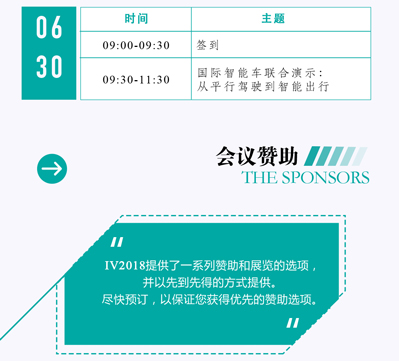 06
30
时间 主题
09:00-09:30 签到
09:30-11:30 国际智能车联合演示:
从平行驾驶到智能出行
会议赞助
THE SPONSORS
IV2018提供了一系列赞助和展览的选项，
并以先到先得的方式提供。
尽快预订，以保证您获得优先的赞助选项。